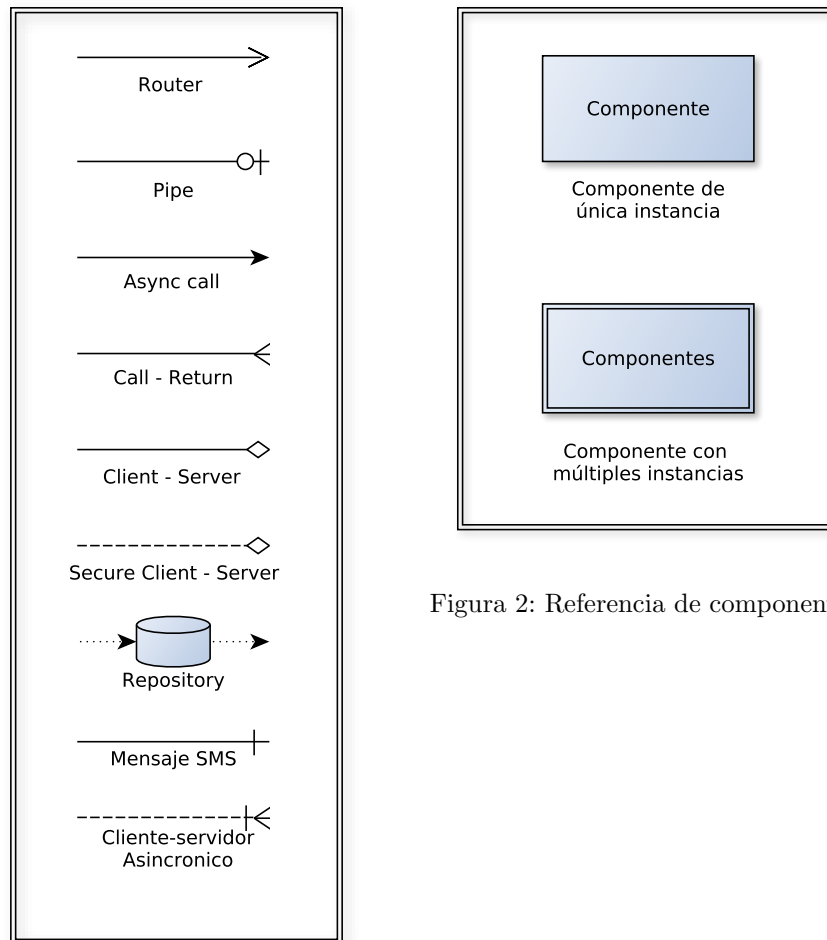 Router
Pipe
Async call
Call - Return
Client - Server
Secure Client - Server
Repository
Mensaje SMS
Cliente-servidor
Asincronico
Componente
Componente de
única instancia
Componentes
Componente con
múltiples instancias
Figura 2: Referencia de component